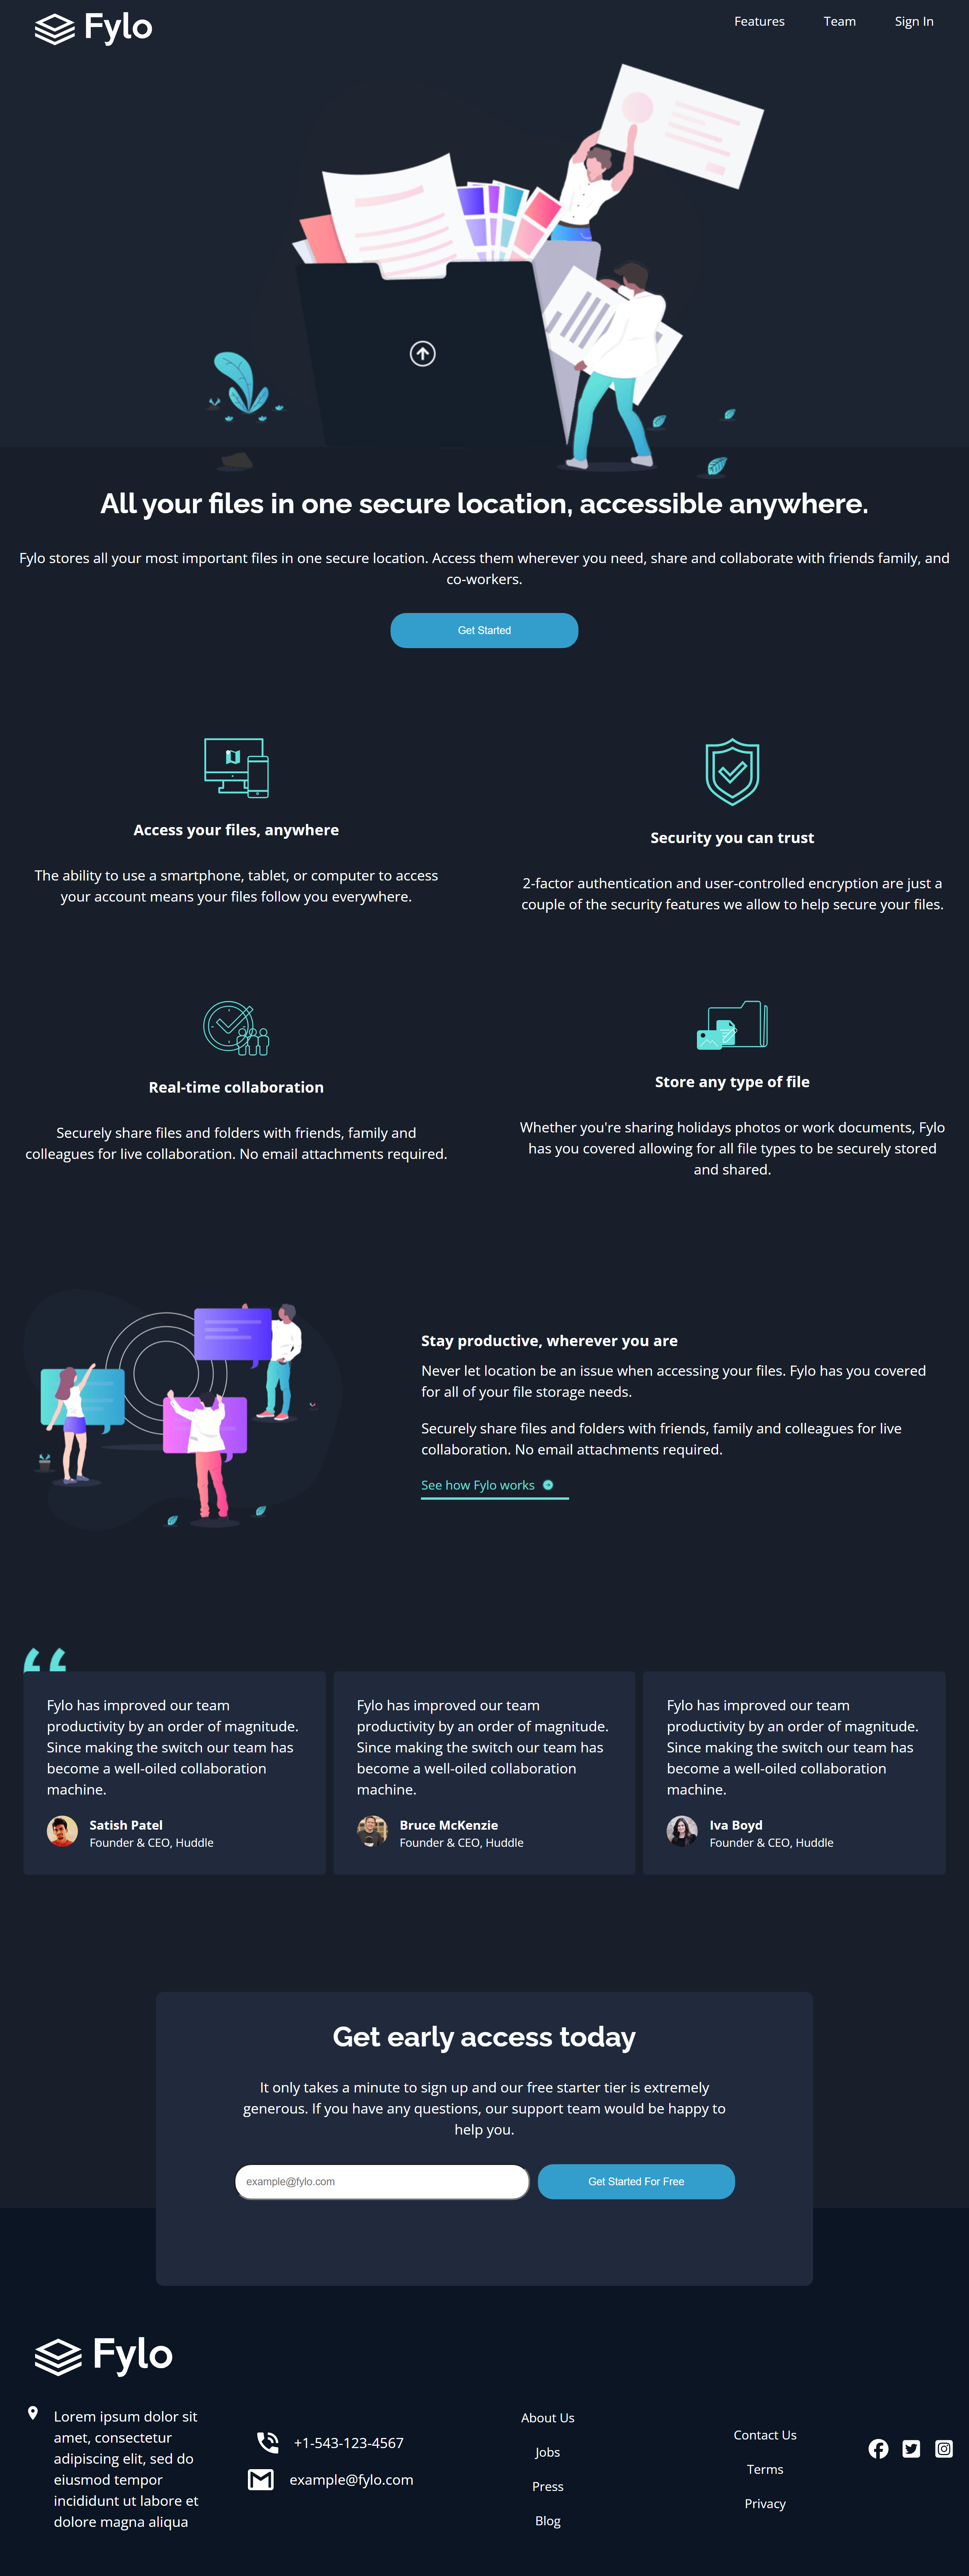 Fylo
Features
Team
Sign In
All your files in one secure location, accessible anywhere.
Fylo stores all your most important files in one secure location. Access them wherever you need, share and collaborate with friends family, and
co-workers.
Get Started
Access your files, anywhere
The ability to use a smartphone, tablet, or computer to access
your account means your files follow you everywhere.
Security you can trust
2-factor authentication and user-controlled encryption are just a
couple of the security features we allow to help secure your files.
Real-time collaboration
Securely share files and folders with friends, family and
colleagues for live collaboration. No email attachments required.
Store any type of file
Whether you're sharing holidays photos or work documents, Fylo
has you covered allowing for all file types to be securely stored
and shared.
Stay productive, wherever you are
Never let location be an issue when accessing your files. Fylo has you covered
for all of your file storage needs.
Securely share files and folders with friends, family and colleagues for live
collaboration. No email attachments required.
See how Fylo works
Fylo has improved our team
productivity by an order of magnitude.
Since making the switch our team has
become a well-oiled collaboration
machine.
Satish Patel
Founder & CEO, Huddle
Fylo has improved our team
productivity by an order of magnitude.
Since making the switch our team has
become a well-oiled collaboration
machine.
Bruce McKenzie
Founder & CEO, Huddle
Fylo has improved our team
productivity by an order of magnitude.
Since making the switch our team has
become a well-oiled collaboration
machine.
Iva Boyd
Founder & CEO, Huddle
Get early access today
It only takes a minute to sign up and our free starter tier is extremely
generous. If you have any questions, our support team would be happy to
help you.
example@fylo.com
Get Started For Free
Fylo
Lorem ipsum dolor sit
amet, consectetur
adipiscing elit, sed do
eiusmod tempor
incididunt ut labore et
dolore magna aliqua
+1-543-123-4567
example@fylo.com
About Us
Jobs
Press
Blog
Contact Us
Terms
Privacy